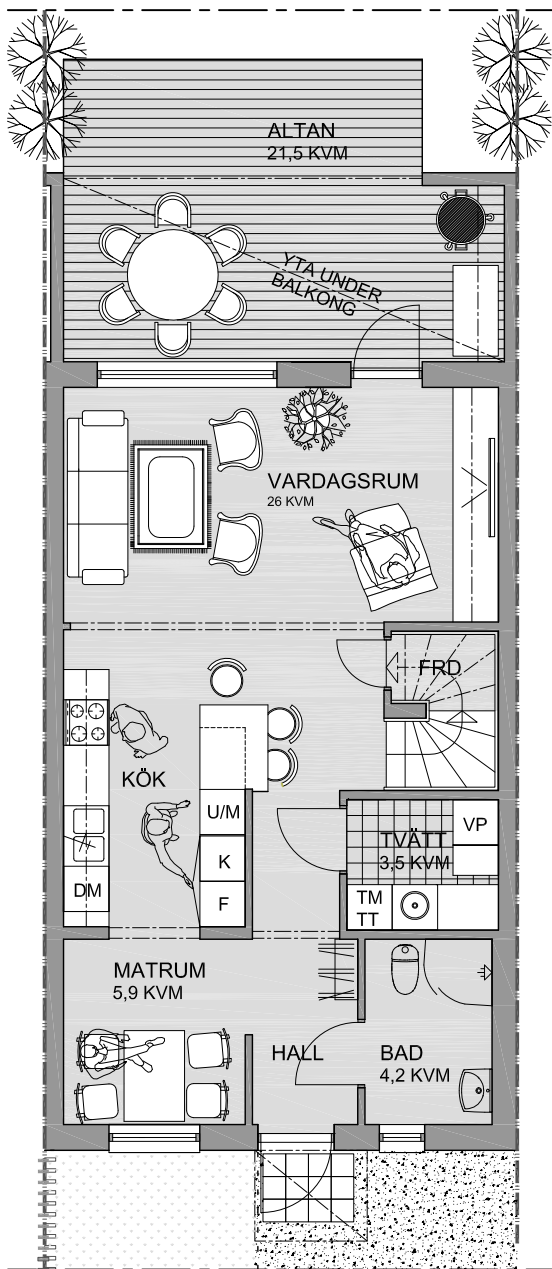 ALTAN
21,5 KVM
YTA UNDER
BALKONG
VARDAGSRUM
26 KVM
FRD
KÖK
U/M
K
F
DM
TVÄTT
3,5 KVM
VP
TM
TT
MATRUM
5,9 KVM
HALL
BAD
4,2 KVM